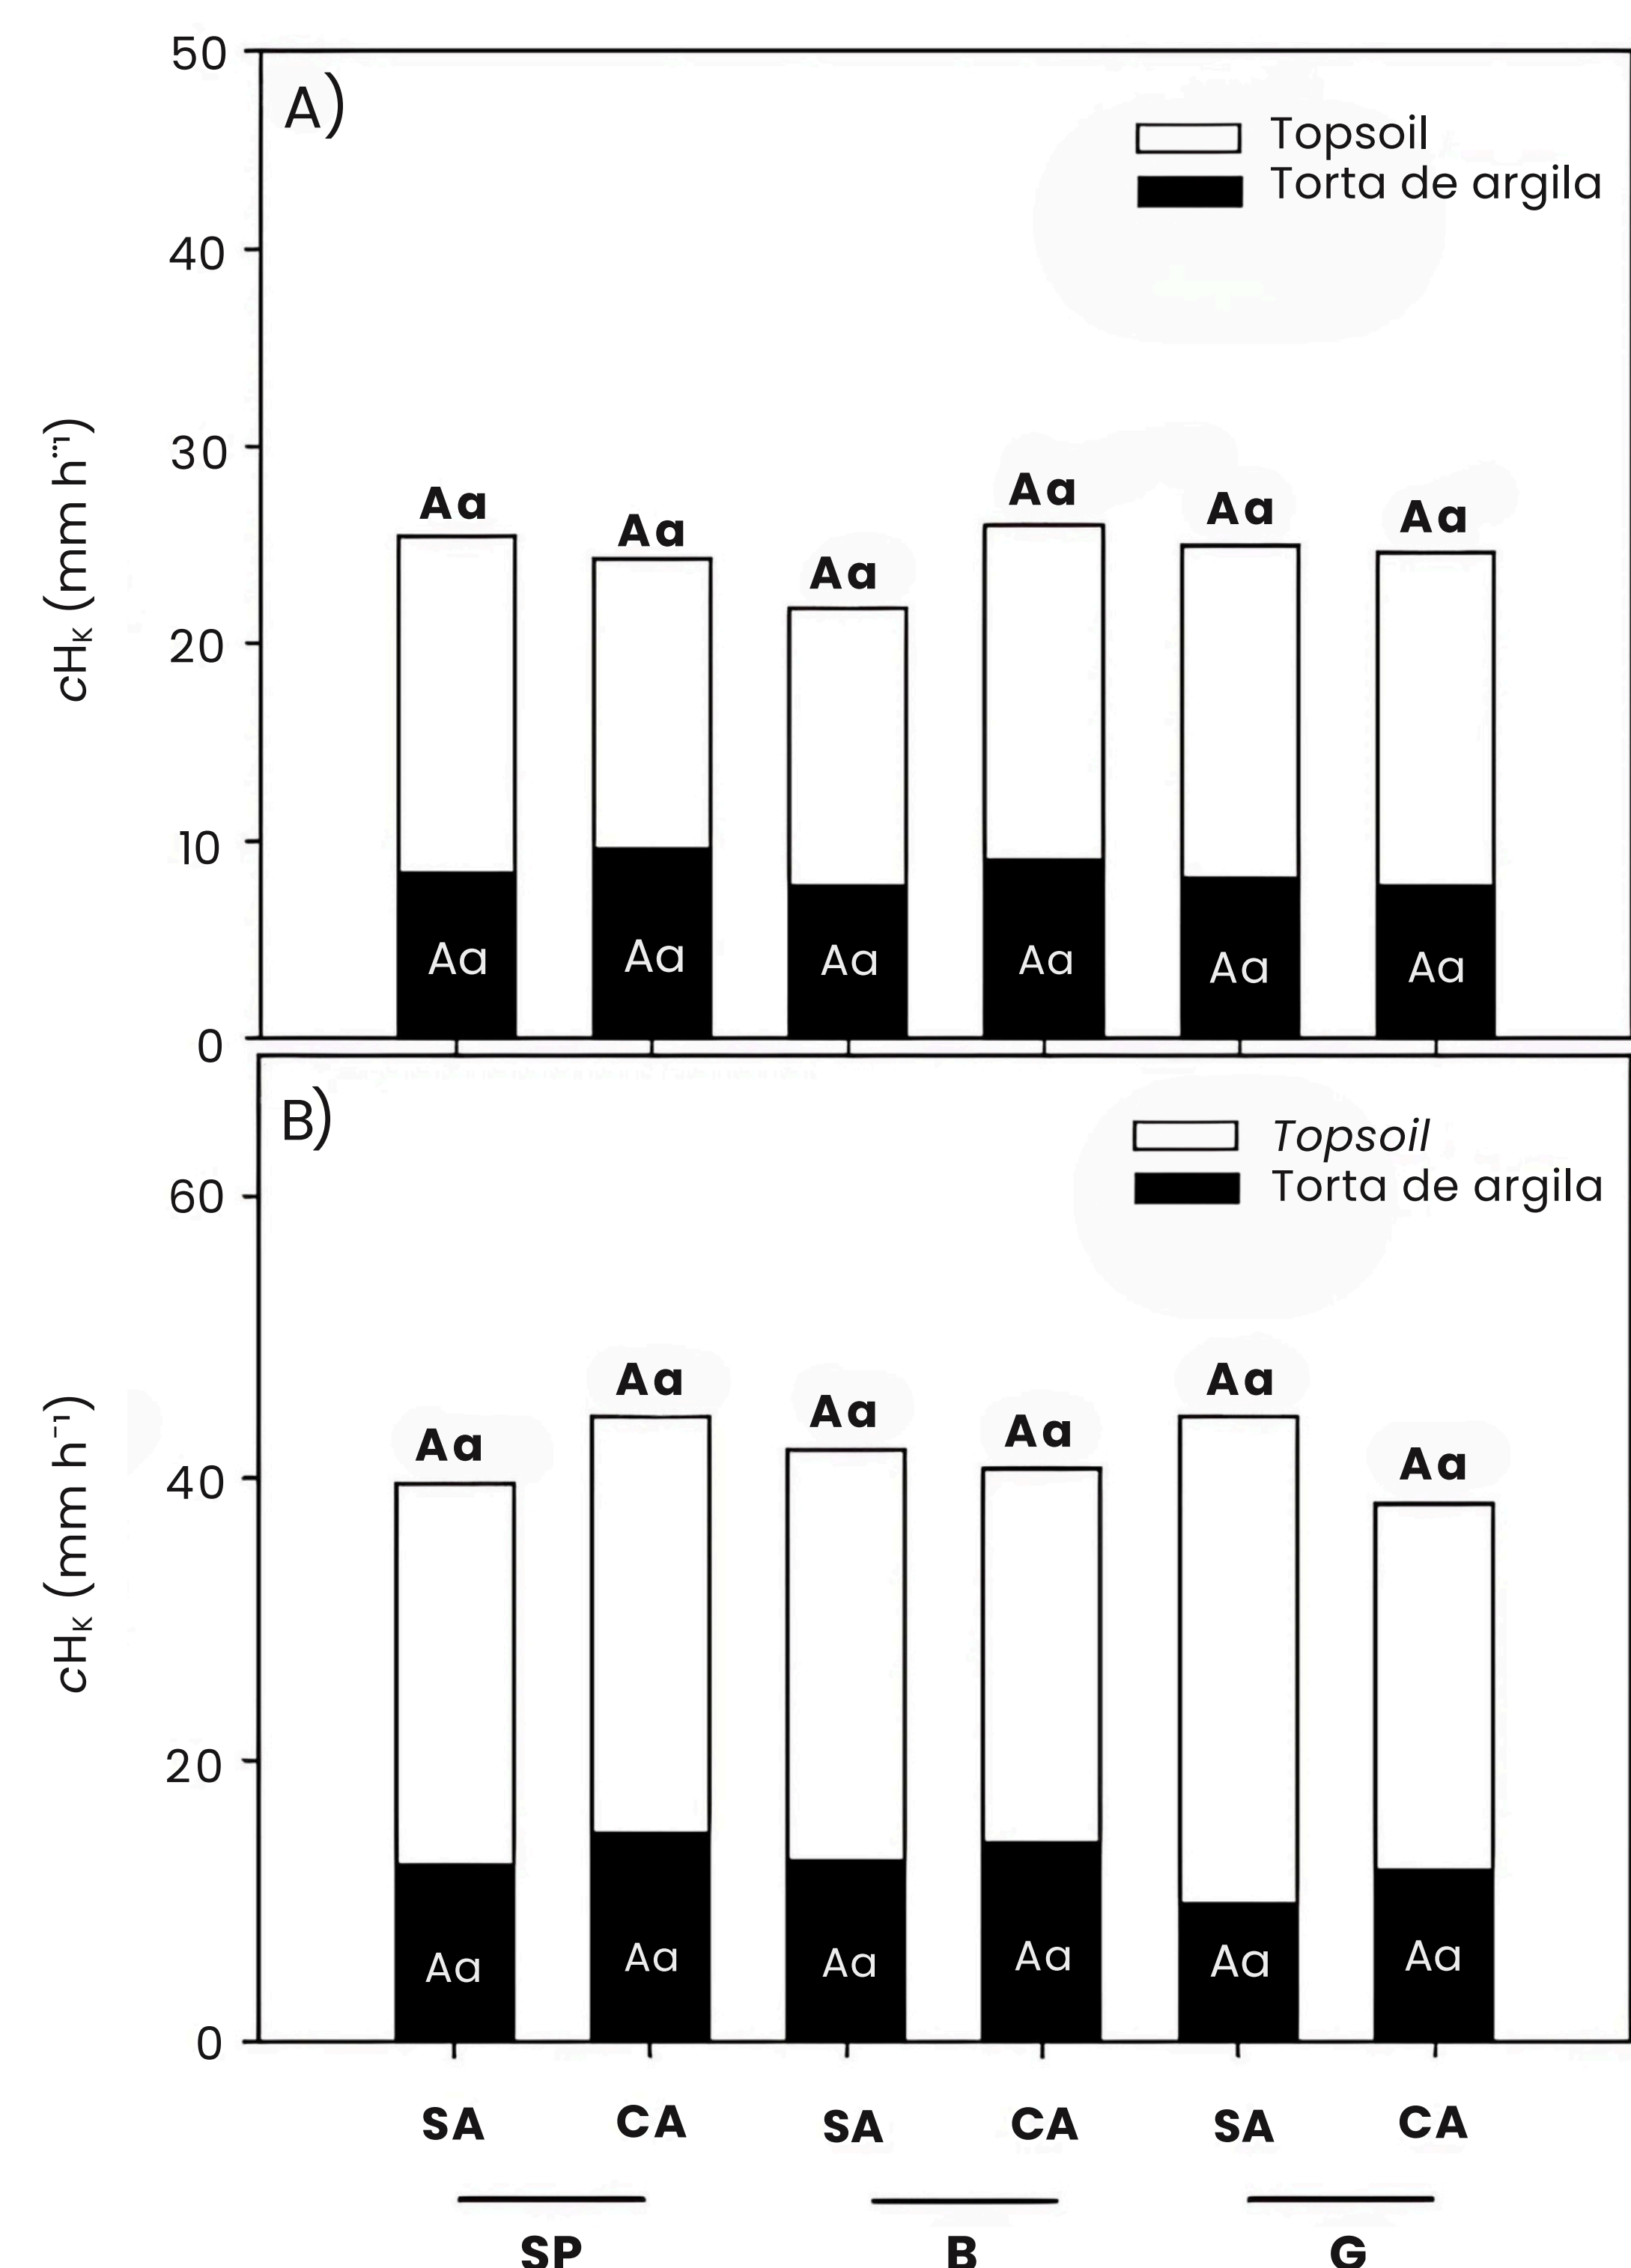 50
A)
Topsoil
Torta de argila
40
30
20
10
0
cHK (mm h⁻¹)
Aa Aa Aa Aa Aa Aa
Aa Aa Aa Aa Aa Aa
B)
Topsoil
Torta de argila
60
40
20
0
cHK (mm h⁻¹)
Aa Aa Aa Aa Aa Aa
Aa Aa Aa Aa Aa Aa
SA CA SA CA SA CA
SP B G